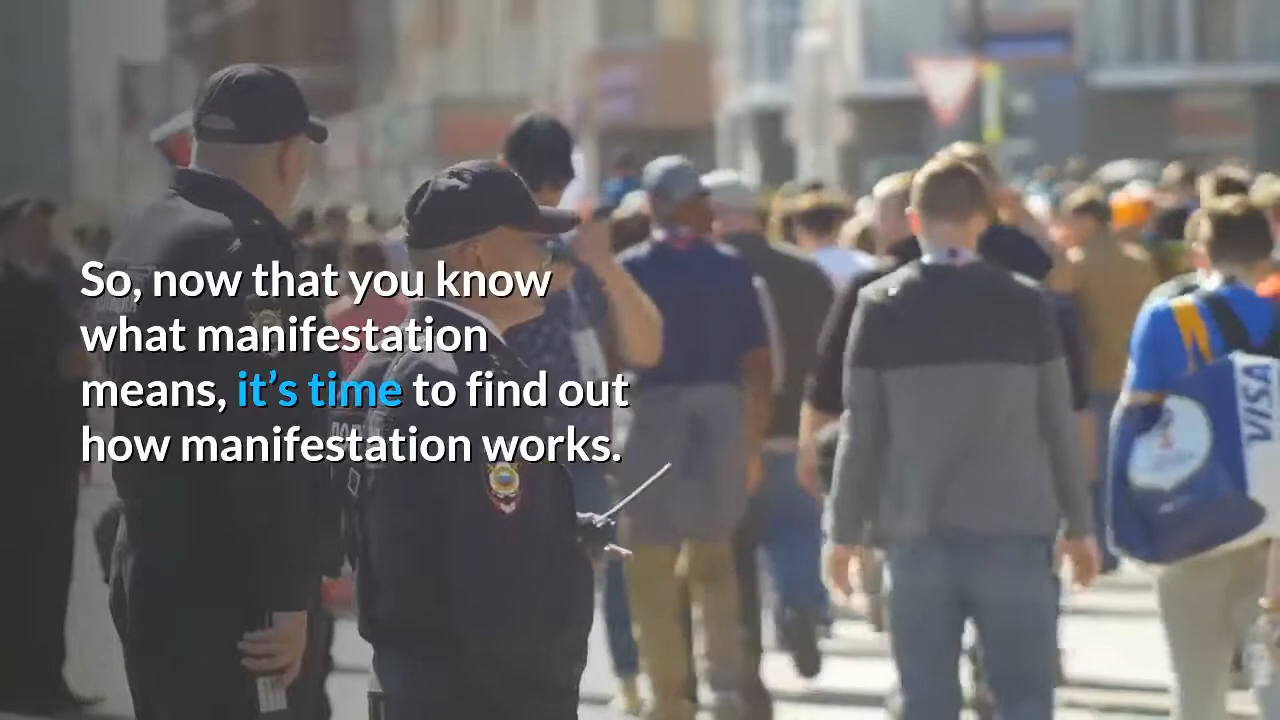 So, now that you know
what manifestation
means, it’s time to find out
how manifestation works.
VISA